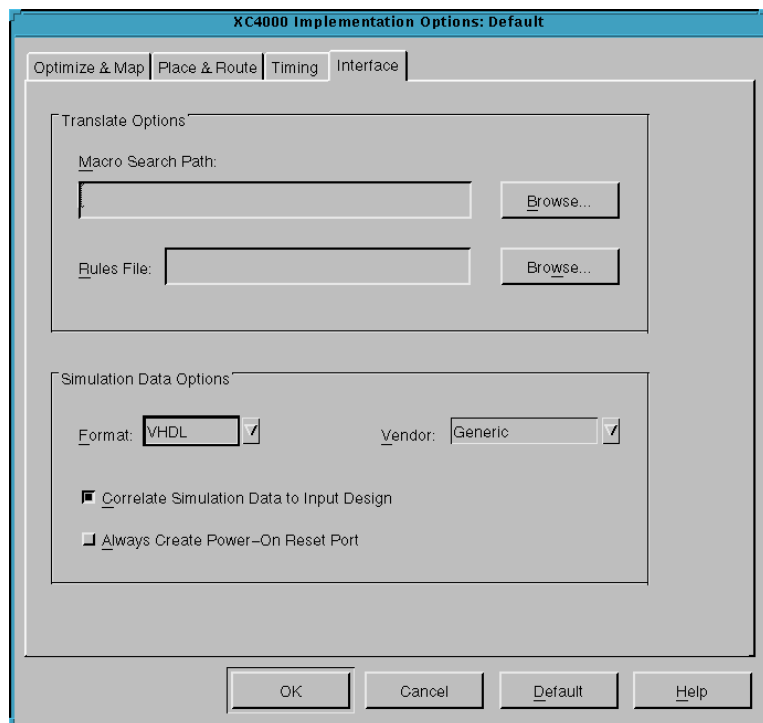 XC4000 Implementation Options: Default
Optimize & Map Place & Route Timing Interface
Translate Options
Macro Search Path:
Browse...
Rules File: Browse...
Simulation Data Options
Format: VHDL Vendor: Generic
Correlate Simulation Data to Input Design
Always Create Power-On Reset Port
OK Cancel Default Help